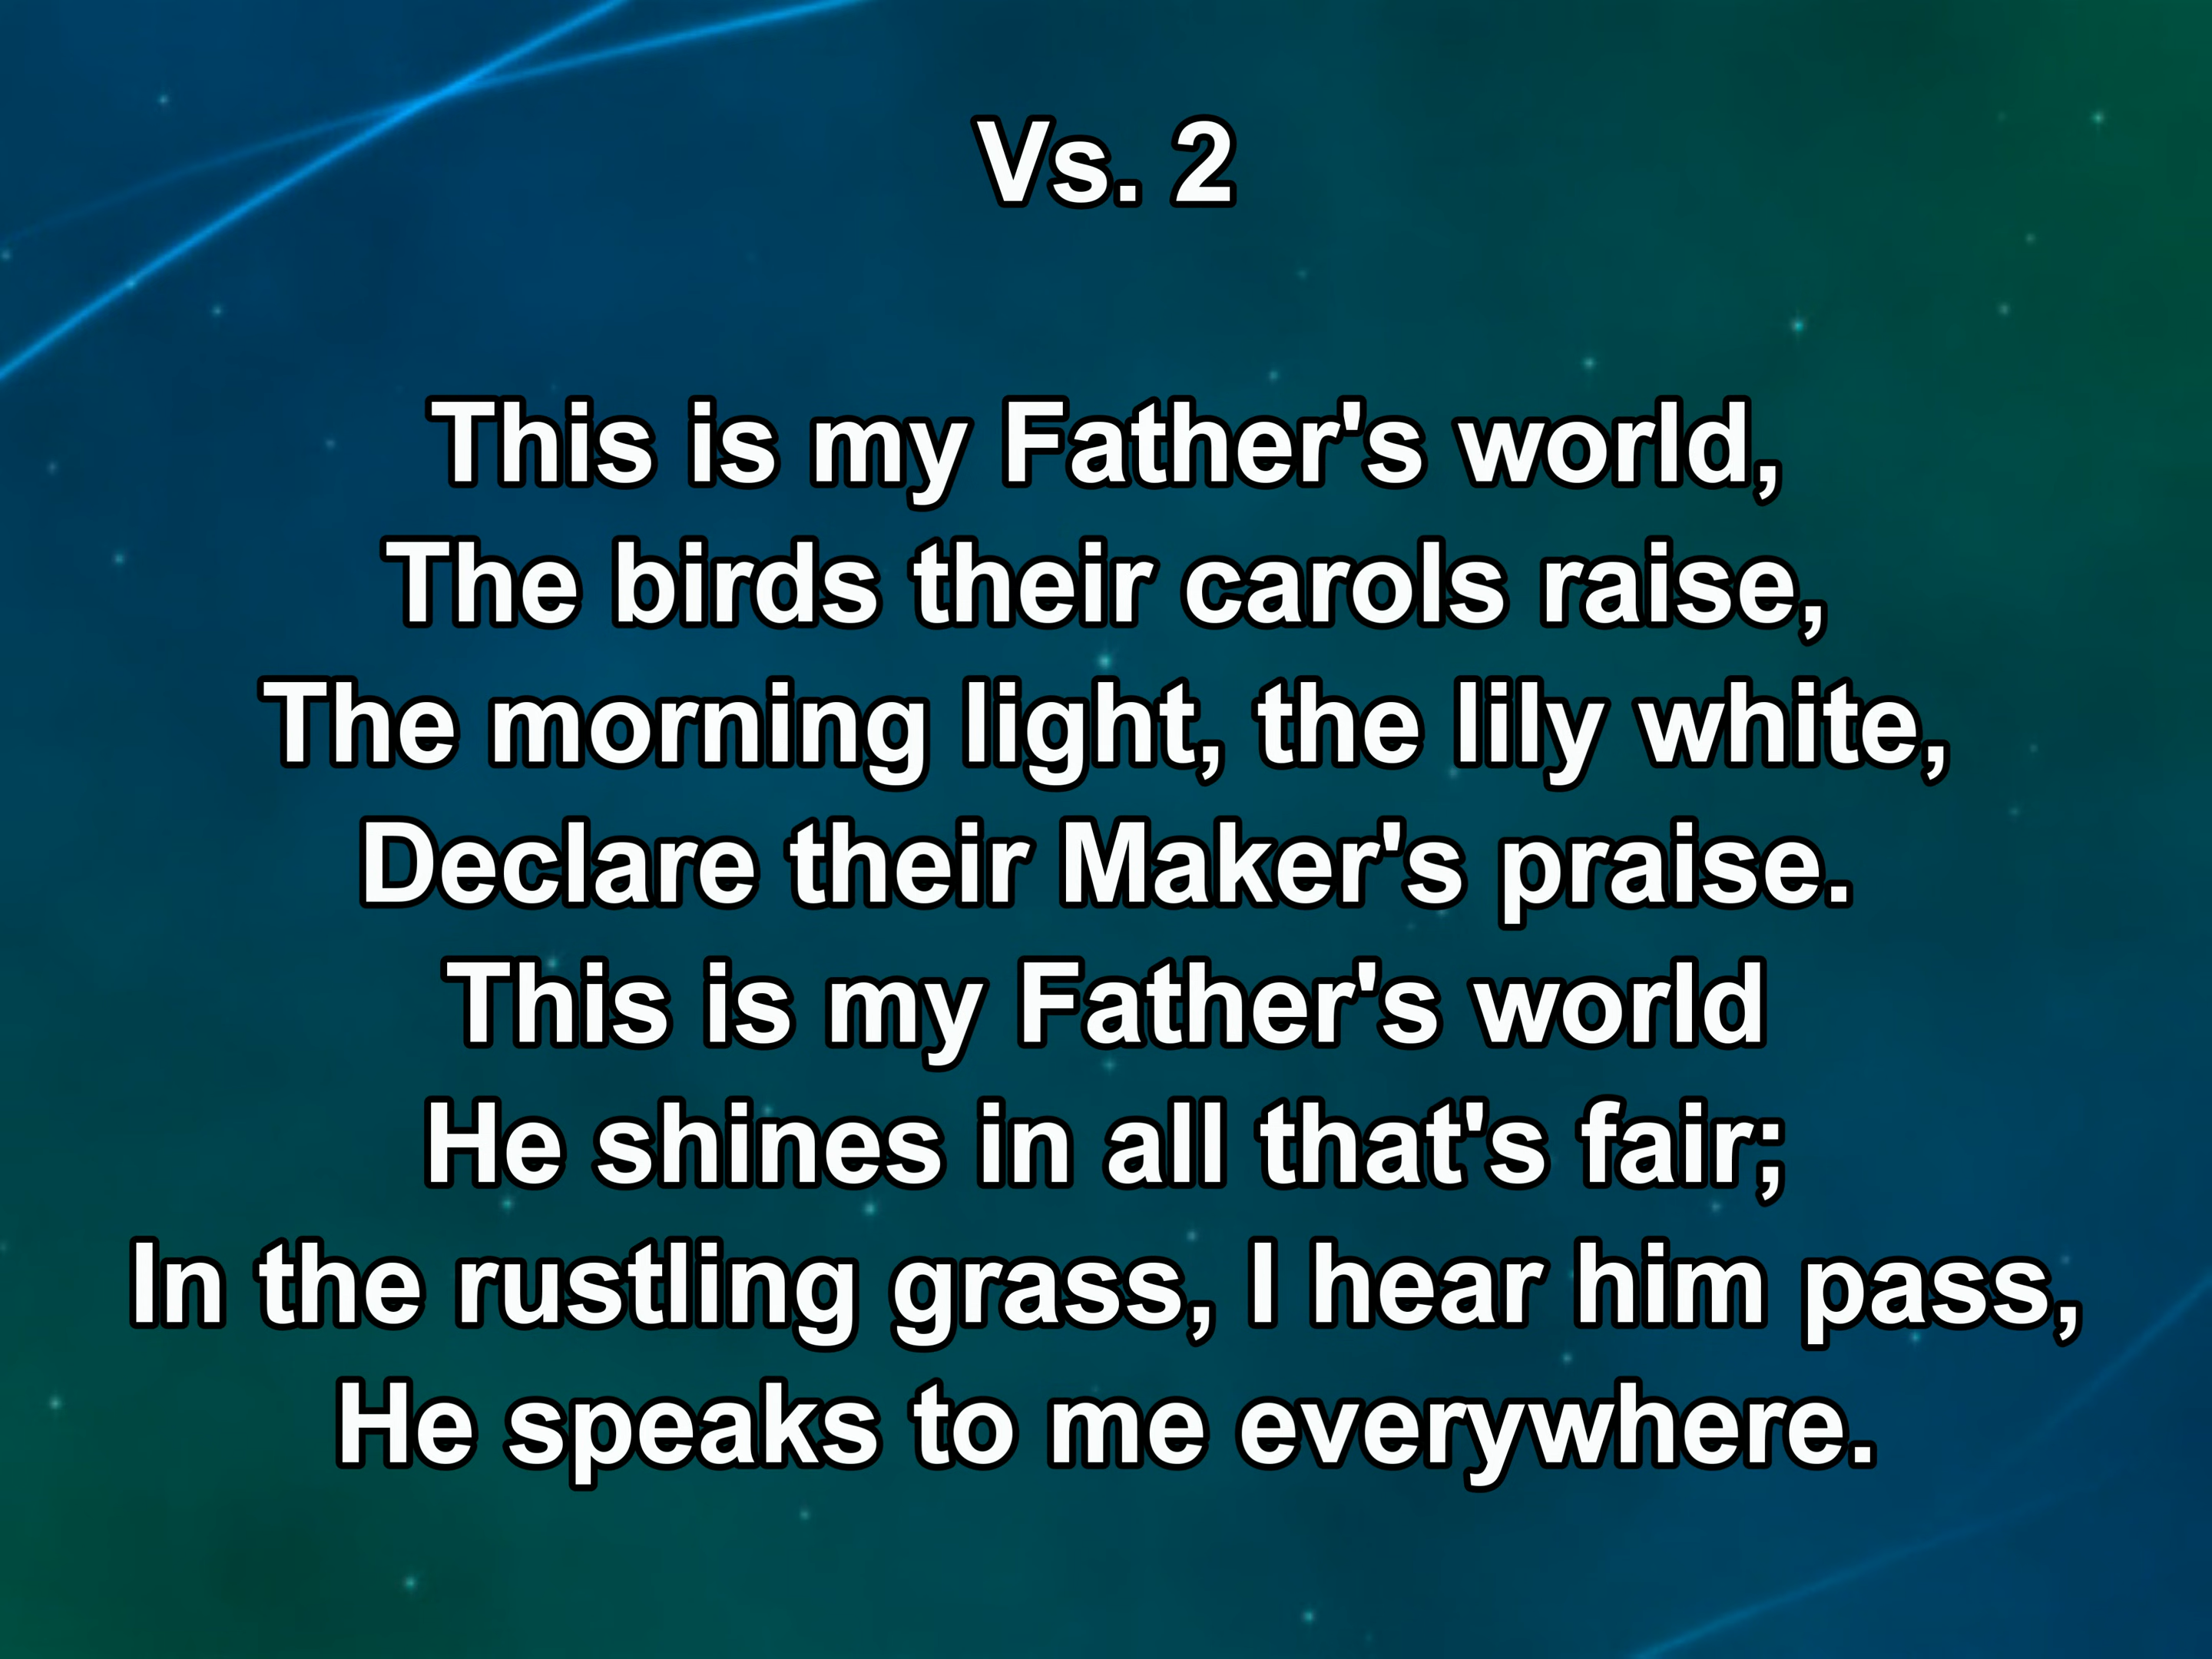 Vs. 2
This is my Father's world,
The birds their carols raise,
The morning light, the lily white,
Declare their Maker's praise.
This is my Father's world
He shines in all that's fair;
In the rustling grass, I hear him pass,
He speaks to me everywhere.